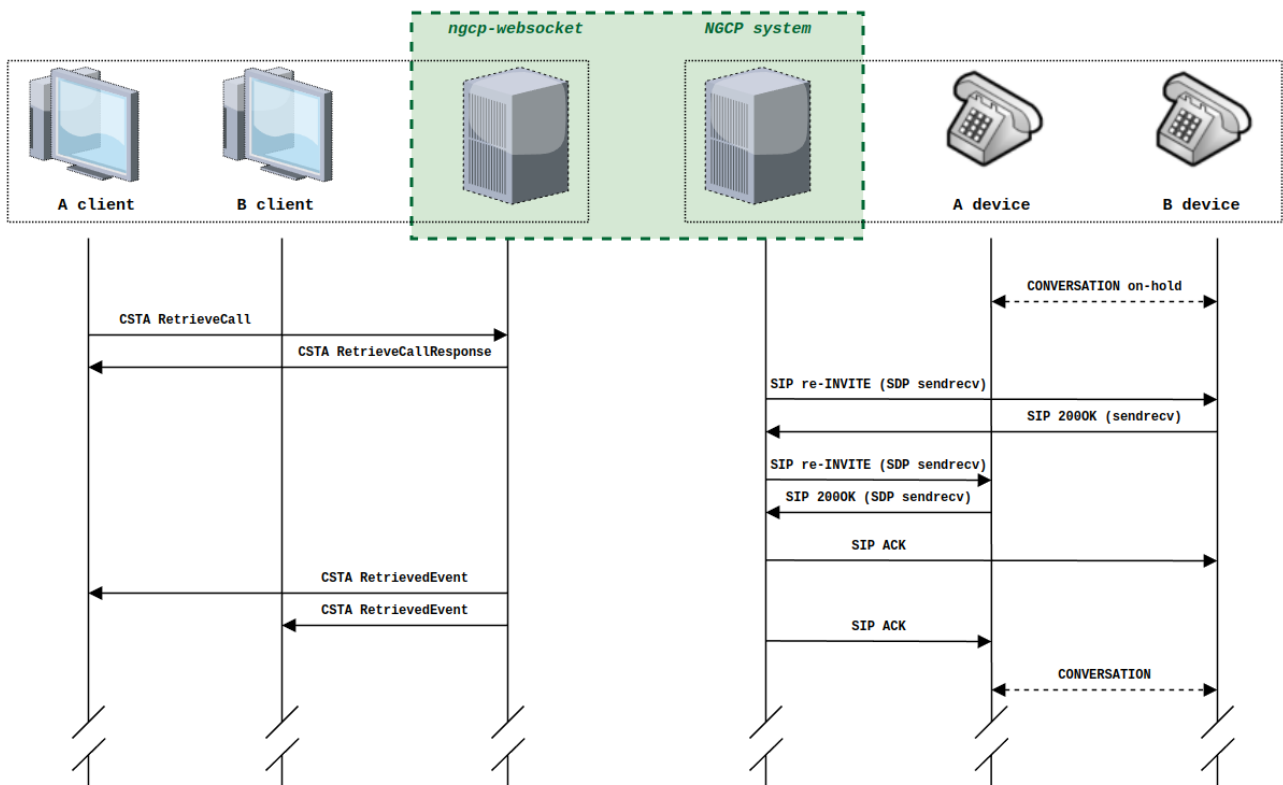 ngcp-websocket
NGCP system
A client
B client
A device
B device
CONVERSATION on-hold
CSTA RetrieveCall
CSTA RetrieveCallResponse
SIP re-INVITE (SDP sendrecv)
SIP 200OK (sendrecv)
SIP re-INVITE (SDP sendrecv)
SIP 200OK (SDP sendrecv)
SIP ACK
CSTA RetrievedEvent
CSTA RetrievedEvent
SIP ACK
CONVERSATION